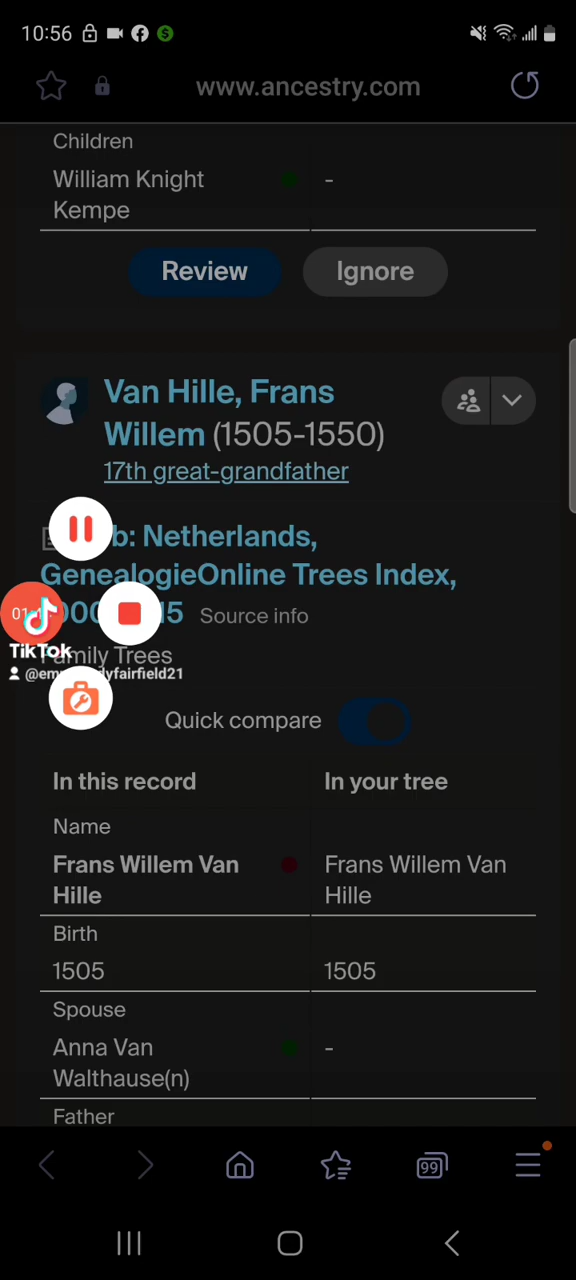 10:56
www.ancestry.com
Children
William Knight -
Kempe
Review Ignore
Van Hille, Frans
Willem (1505-1550)
17th great-grandfather
b: Netherlands,
GenealogieOnline Trees Index,
15 Source info
TikTok
Family Trees
Quick compare
In this record In your tree
Name
Frans Willem Van Frans Willem Van
Hille Hille
Birth
1505 1505
Spouse
Anna Van -
Walthause(n)
Father
99